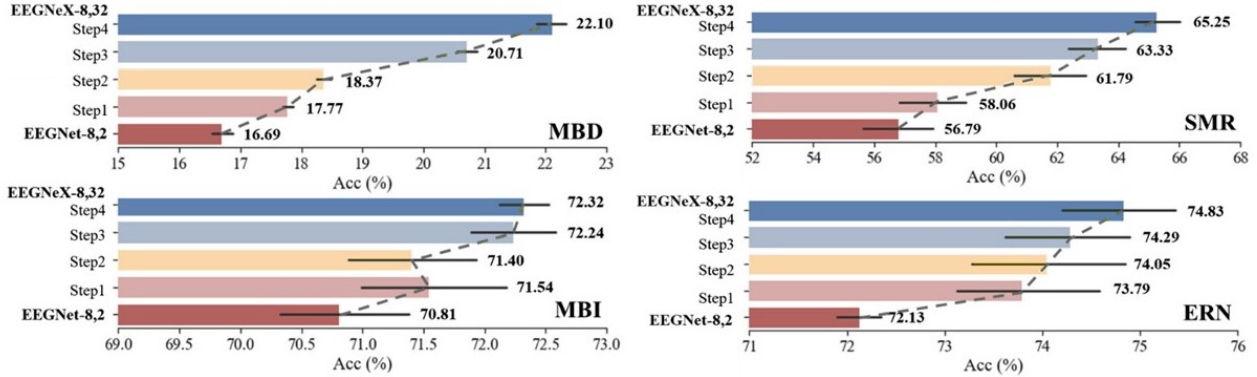 EEGNeX-8,32
Step4
22.10
Step3
20.71
Step2
18.37
Step1
17.77
EEGNet-8,2
16.69
MBD
15 16 17 18 19 20 21 22 23
Acc (%)
EEGNeX-8,32
Step4
65.25
Step3
63.33
Step2
61.79
Step1
58.06
EEGNet-8,2
56.79
SMR
52 54 56 58 60 62 64 66 68
Acc (%)
EEGNeX-8,32
Step4
72.32
Step3
72.24
Step2
71.40
Step1
71.54
EEGNet-8,2
70.81
MBI
69.0 69.5 70.0 70.5 71.0 71.5 72.0 72.5 73.0
Acc (%)
EEGNeX-8,32
Step4
74.83
Step3
74.29
Step2
74.05
Step1
73.79
EEGNet-8,2
72.13
ERN
71 72 73 74 75 76
Acc (%)